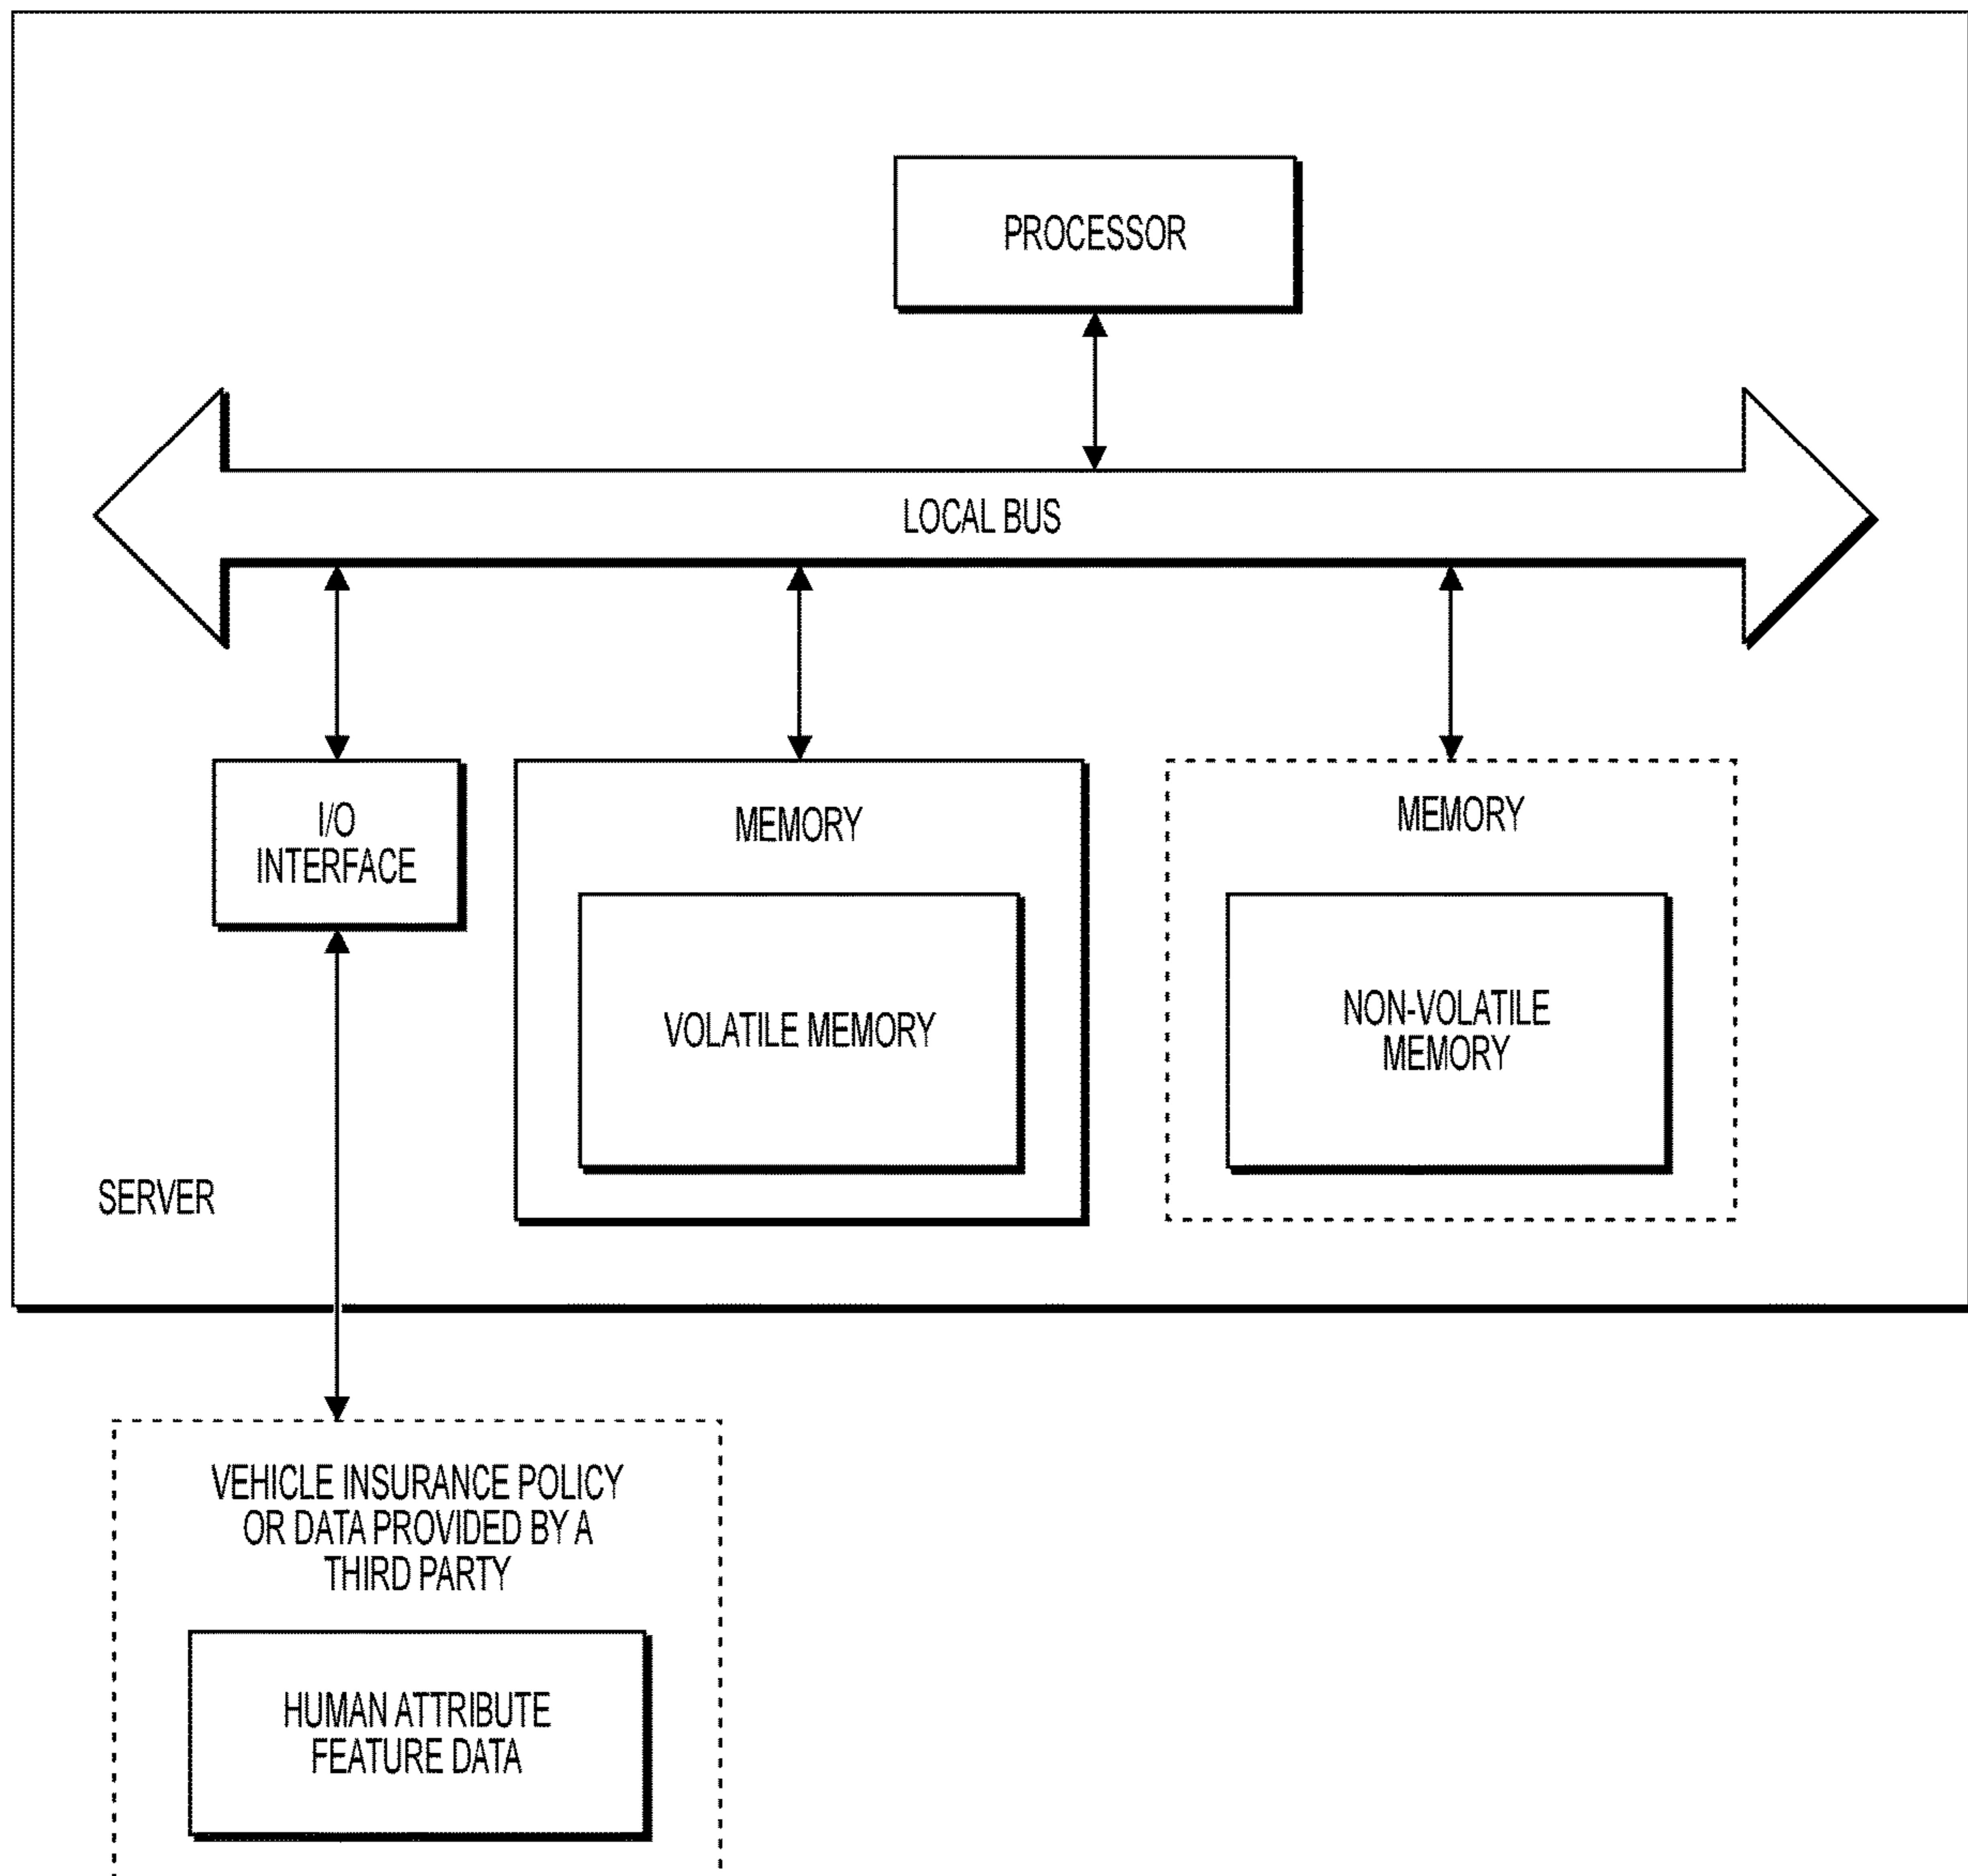 PROCESSOR
LOCAL BUS
I/O
INTERFACE
MEMORY
VOLATILE MEMORY
MEMORY
NON-VOLATILE
MEMORY
SERVER
VEHICLE INSURANCE POLICY
OR DATA PROVIDED BY A
THIRD PARTY
HUMAN ATTRIBUTE
FEATURE DATA